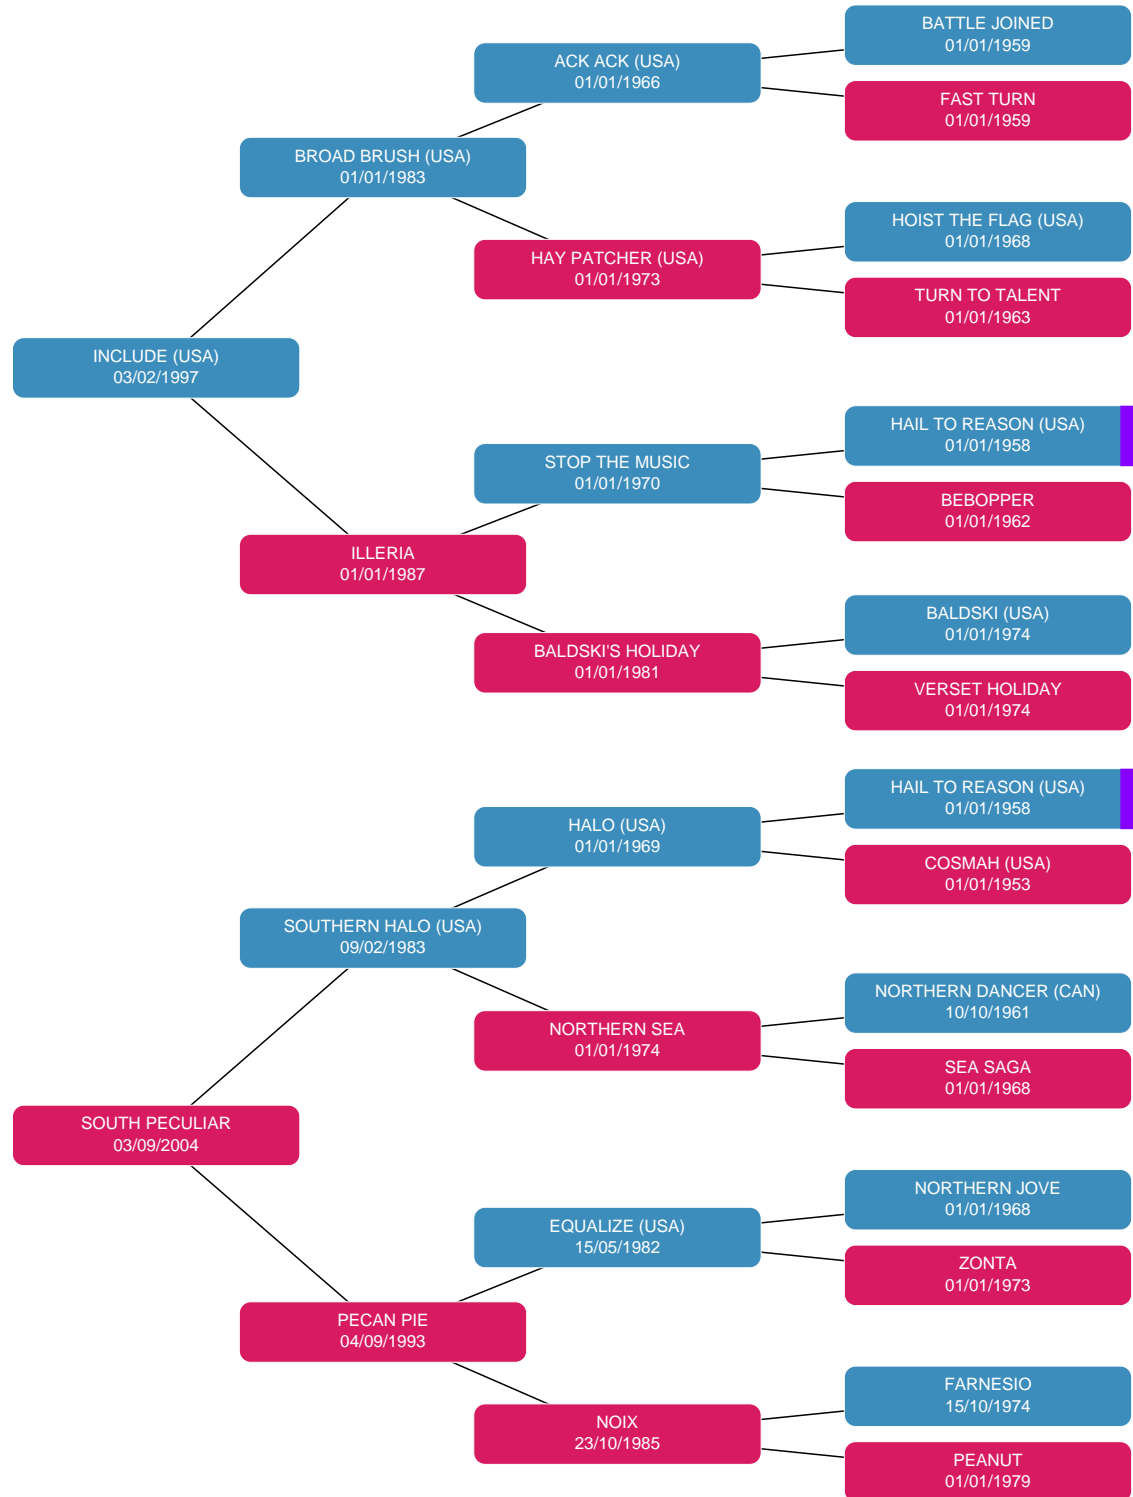 BATTLE JOINED
01/01/1959
ACK ACK (USA)
01/01/1966
FAST TURN
01/01/1959
BROAD BRUSH (USA)
01/01/1983
HOIST THE FLAG (USA)
01/01/1968
HAY PATCHER (USA)
01/01/1973
TURN TO TALENT
01/01/1963
INCLUDE (USA)
03/02/1997
HAIL TO REASON (USA)
01/01/1958
STOP THE MUSIC
01/01/1970
BEBOPPER
01/01/1962
ILLERIA
01/01/1987
BALDSKI (USA)
01/01/1974
BALDSKI'S HOLIDAY
01/01/1981
VERSET HOLIDAY
01/01/1974
HAIL TO REASON (USA)
01/01/1958
HALO (USA)
01/01/1969
COSMAH (USA)
01/01/1953
SOUTHERN HALO (USA)
09/02/1983
NORTHERN DANCER (CAN)
10/10/1961
NORTHERN SEA
01/01/1974
SEA SAGA
01/01/1968
SOUTH PECULIAR
03/09/2004
NORTHERN JOVE
01/01/1968
EQUALIZE (USA)
15/05/1982
ZONTA
01/01/1973
PECAN PIE
04/09/1993
FARNESIO
15/10/1974
NOIX
23/10/1985
PEANUT
01/01/1979